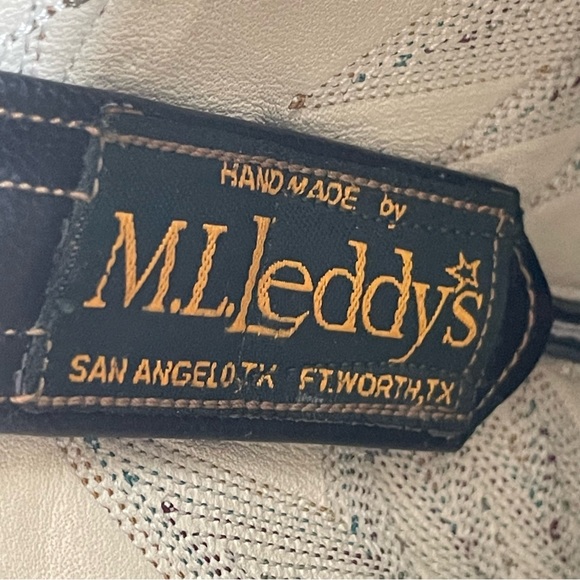 HAND MADE by
M.L. Leddy's
SAN ANGELO, TX FT. WORTH, TX